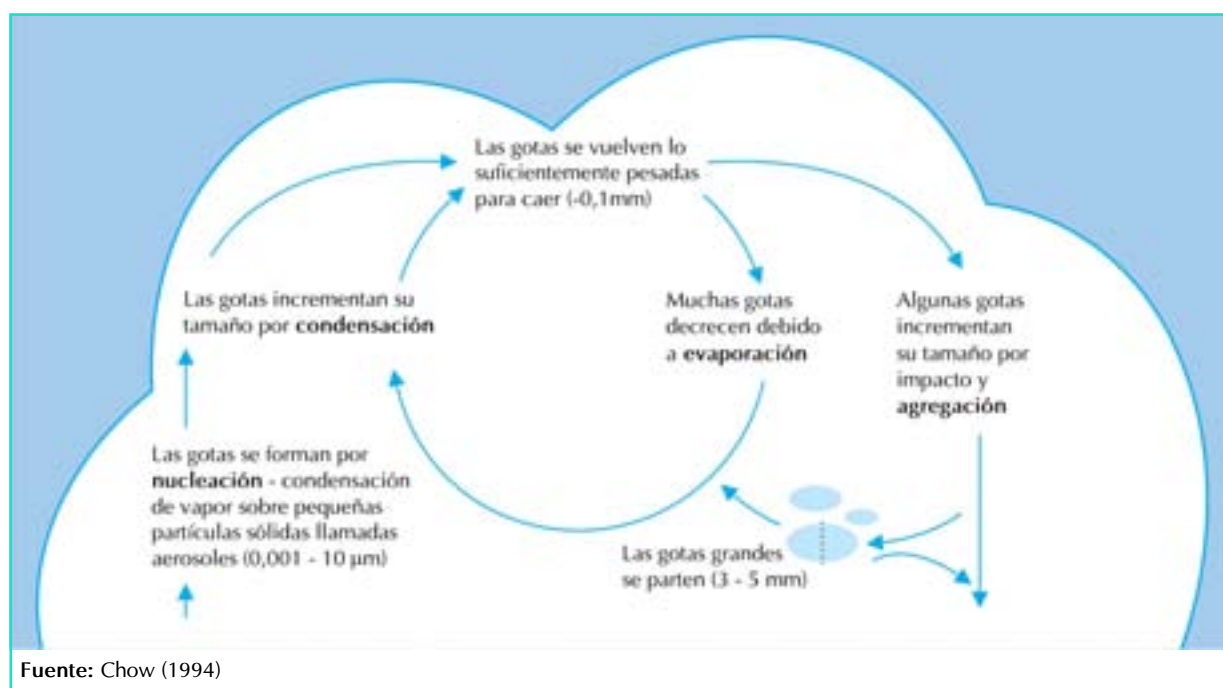 Las gotas se vuelven lo
suficientemente pesadas
para caer (-0,1mm)
Las gotas incrementan su
tamaño por condensación
Muchas gotas
decrecen debido
a evaporación
Algunas gotas
incrementan
su tamaño por
impacto y
agregación
Las gotas se forman por
nucleación - condensación
de vapor sobre pequeñas
partículas sólidas llamadas
aerosoles (0,001 - 10 µm)
Las gotas grandes
se parten (3 - 5 mm)
Fuente: Chow (1994)